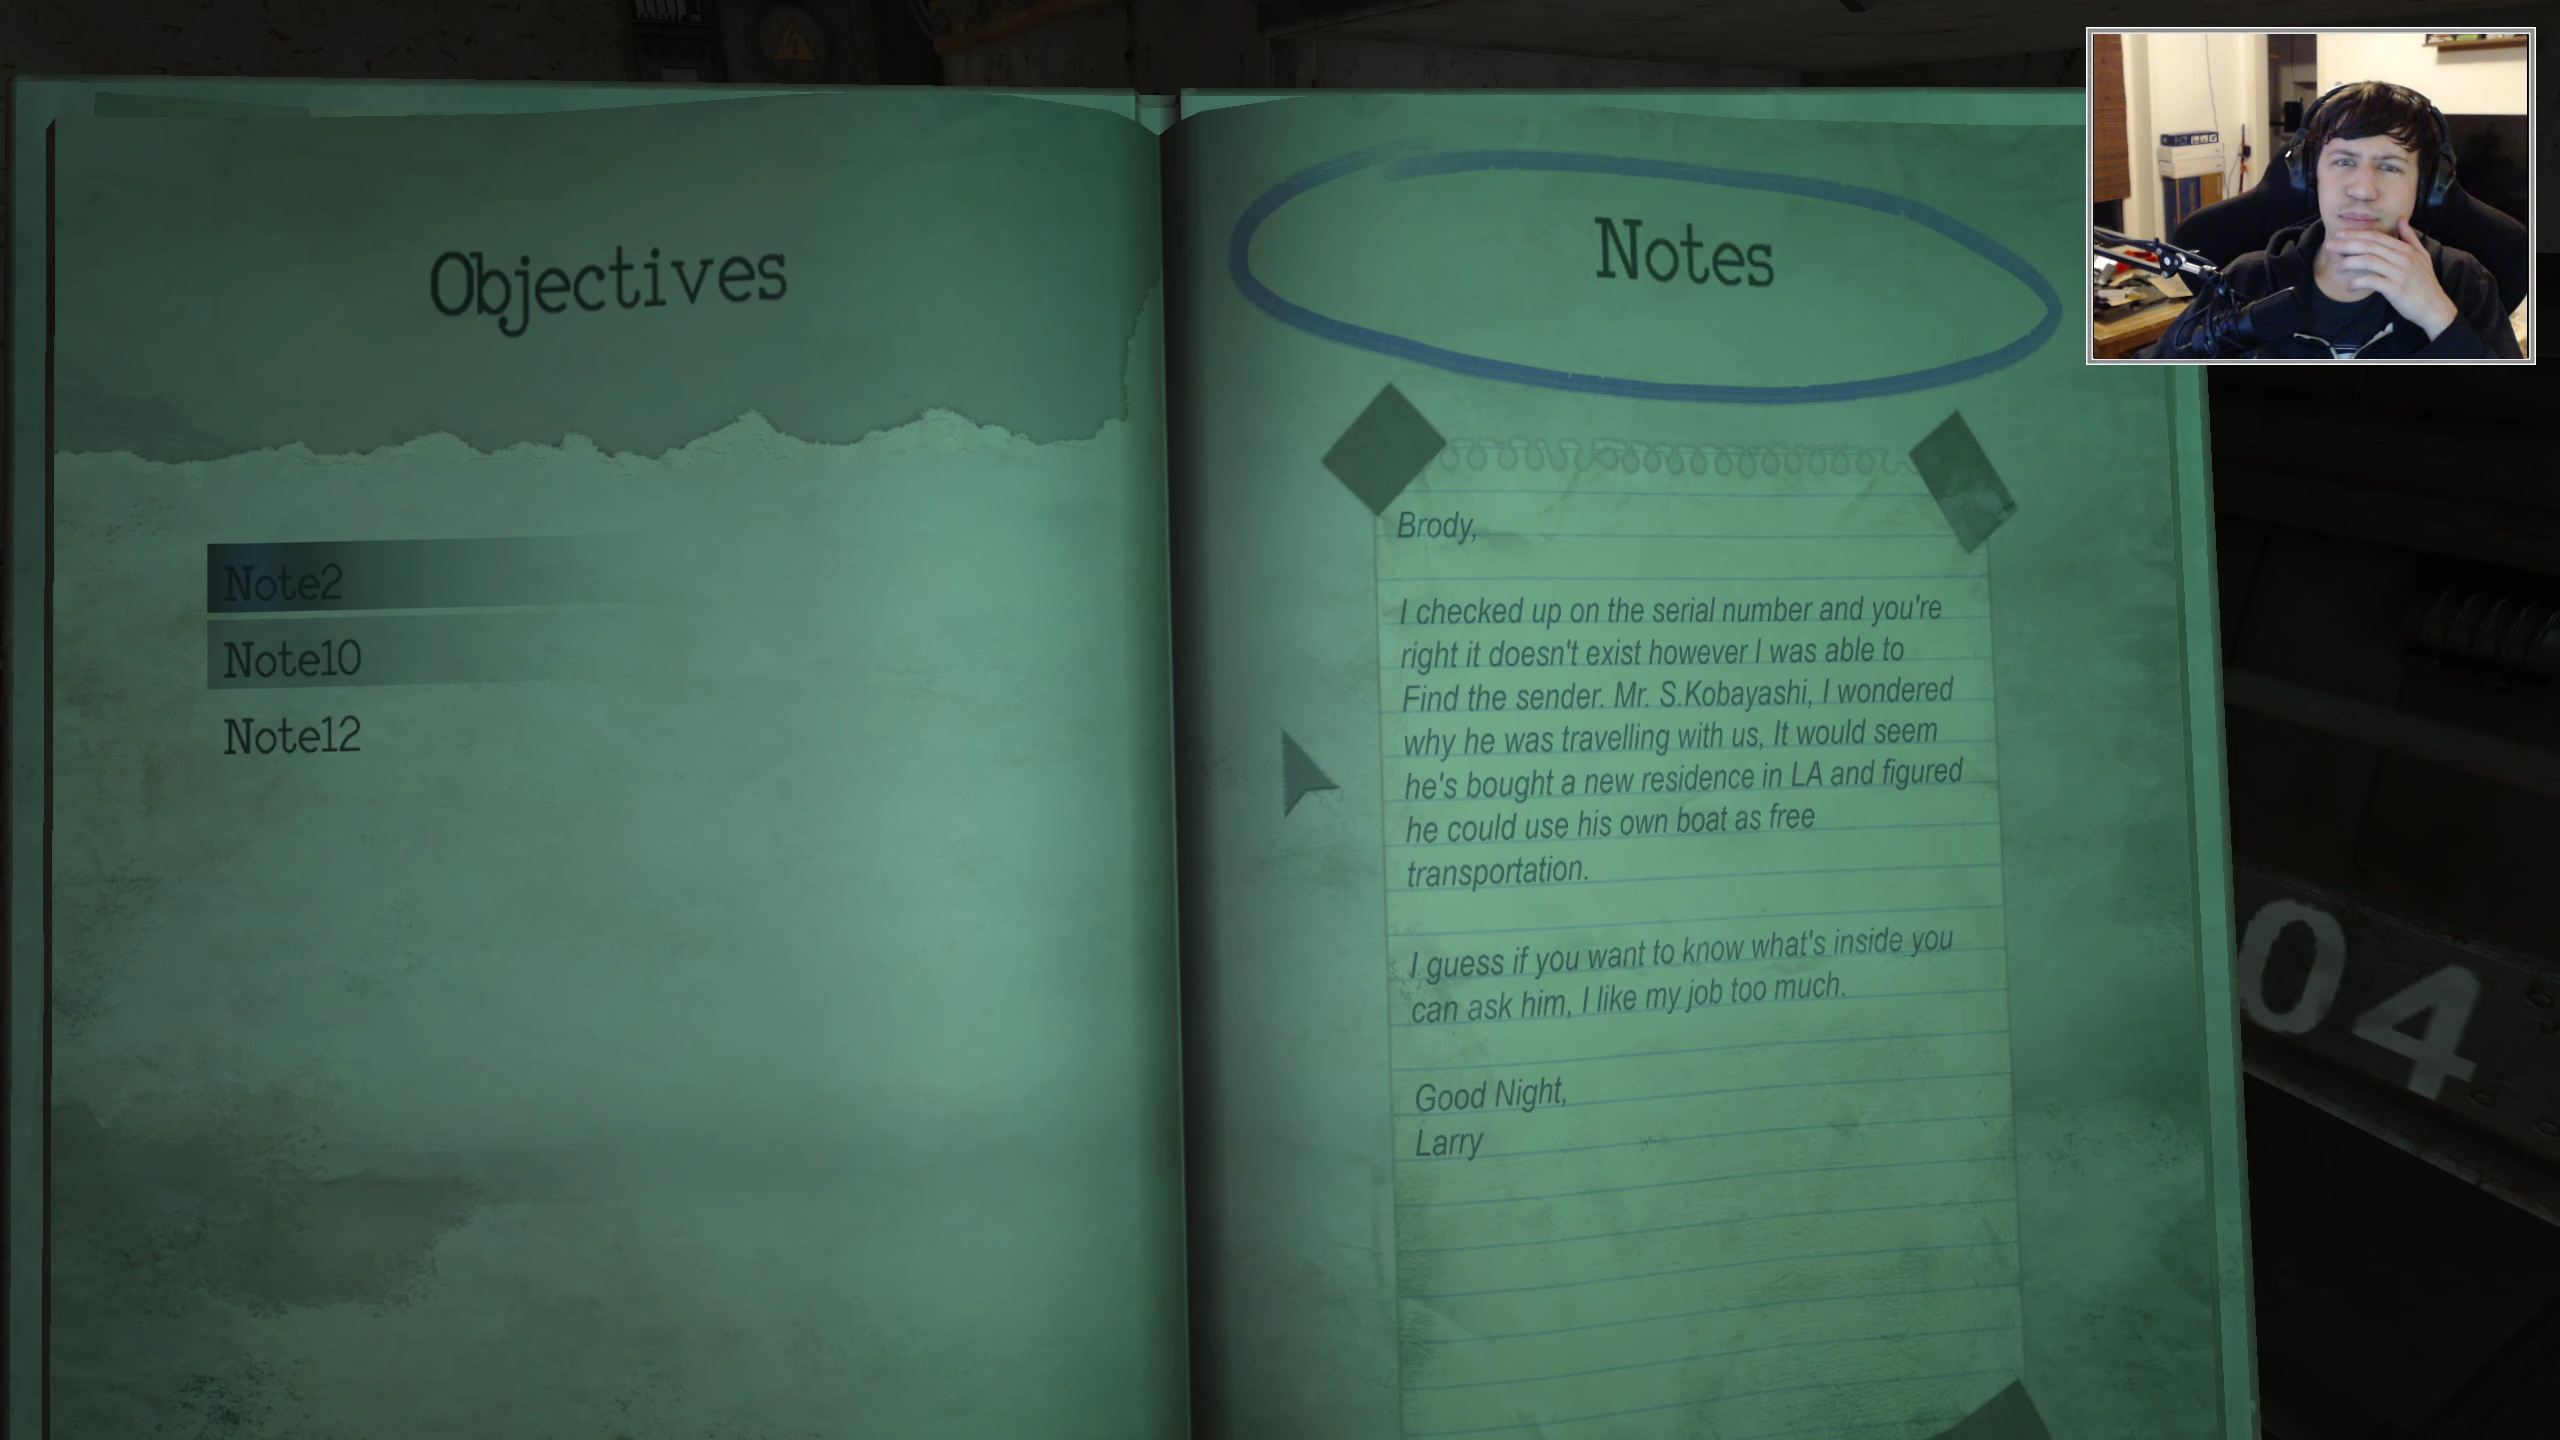 Objectives
Note2
Note10
Note12
Notes
Brody,
I checked up on the serial number and you're
right it doesn't exist however I was able to
Find the sender. Mr. S.Kobayashi, I wondered
why he was travelling with us, It would seem
he's bought a new residence in LA and figured
he could use his own boat as free
transportation.
I guess if you want to know what's inside you
can ask him, I like my job too much.
Good Night,
Larry
04